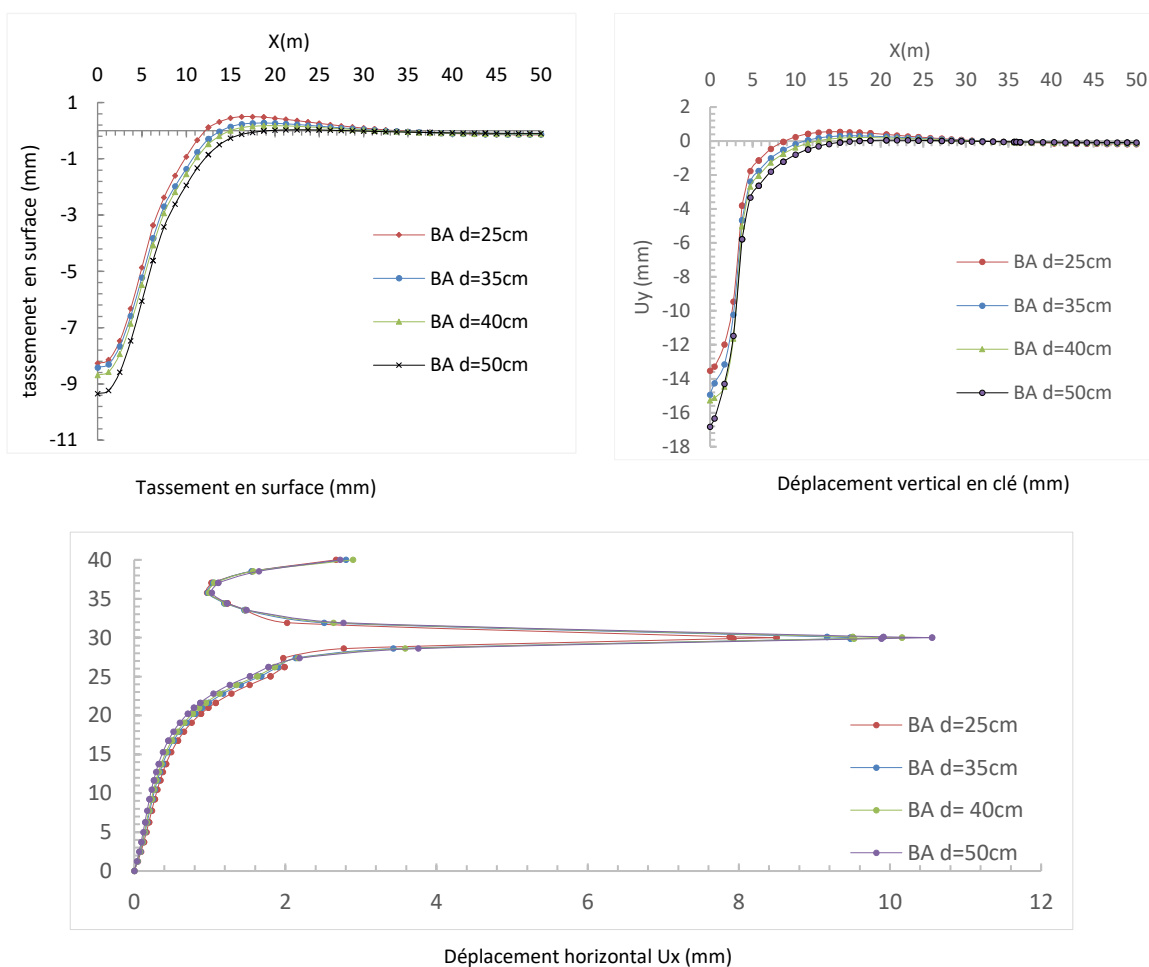 X(m)
0 5 10 15 20 25 30 35 40 45 50
1
-1
-3
-5
-7
-9
-11
tassemenet en surface (mm)
BA d=25cm
BA d=35cm
BA d=40cm
BA d=50cm
Tassement en surface (mm)
X(m)
0 5 10 15 20 25 30 35 40 45 50
2
0
-2
-4
-6
-8
-10
-12
-14
-16
-18
Uy (mm)
BA d=25cm
BA d=35cm
BA d=40cm
BA d=50cm
Déplacement vertical en clé (mm)
40
35
30
25
20
15
10
5
0
0 2 4 6 8 10 12
BA d=25cm
BA d=35cm
BA d= 40cm
BA d=50cm
Déplacement horizontal Ux (mm)